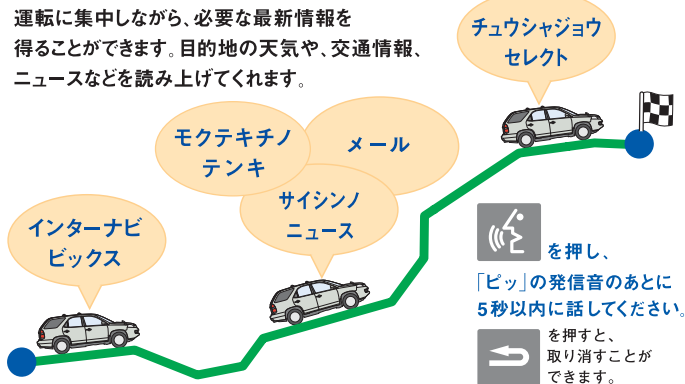 運転に集中しながら、必要な最新情報を
得ることができます。目的地の天気や、交通情報、
ニュースなどを読み上げてくれます。
チュウシャジョウ
セレクト
モクテキチノ
テンキ
メール
サイシンノ
ニュース
インターナビ
ビックス
を押し、
「ピッ」の発信音のあとに
5秒以内に話してください。
を押すと、
取り消すことが
できます。